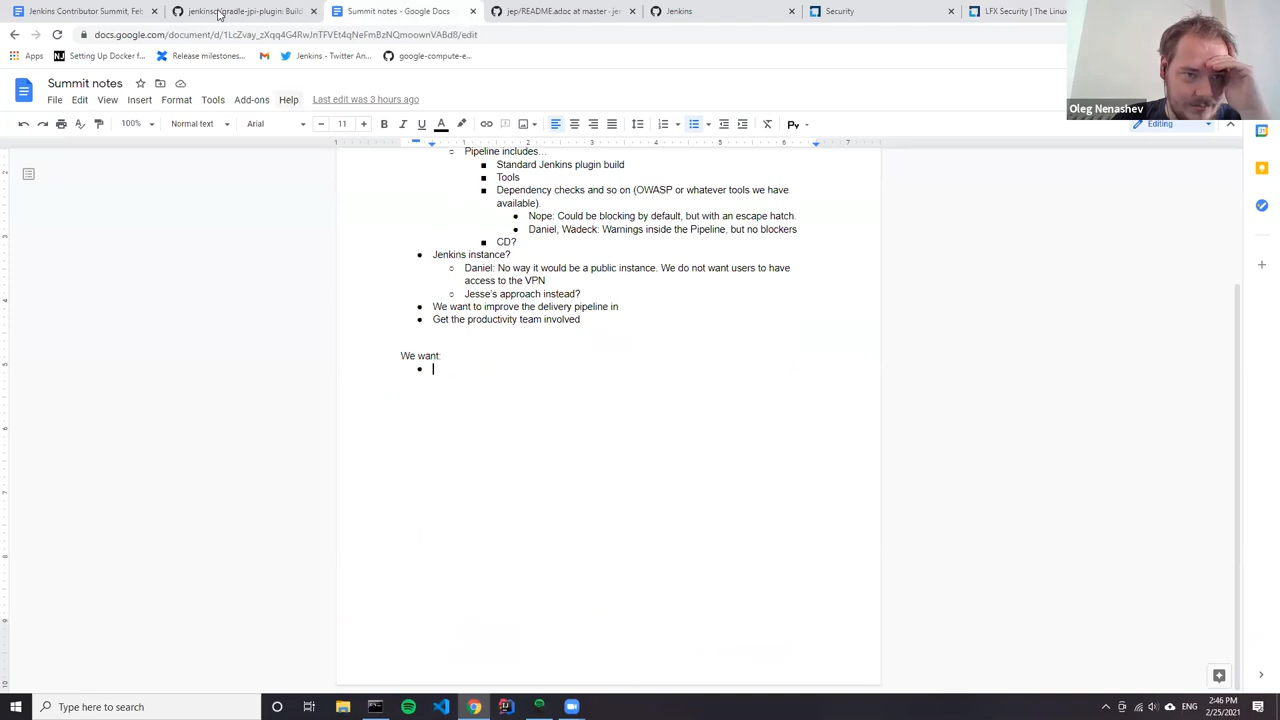 Jenkins Contributor Summit, Feb
jenkinsci/gradle-jpi-plugin: Build
Summit notes - Google Docs
jep/README.adoc at master · jen
Jenkins
Security
LFX Security | The Linux
docs.google.com/document/d/1LcZvay_zXqq4G4RwJnTFVEt4qNeFmBzNQmoownVABd8/edit
Apps
Setting Up Docker f...
Release milestones...
Jenkins - Twitter An...
google-compute-e...
Summit notes
File Edit View Insert Format Tools Add-ons Help
Last edit was 3 hours ago
Oleg Nenashev
100%
Normal text
Arial
11
Editing
Pipeline includes...
Standard Jenkins plugin build
Tools
Dependency checks and so on (OWASP or whatever tools we have
available).
Nope: Could be blocking by default, but with an escape hatch.
Daniel, Wadeck: Warnings inside the Pipeline, but no blockers
CD?
Jenkins instance?
Daniel: No way it would be a public instance. We do not want users to have
access to the VPN
Jesse's approach instead?
We want to improve the delivery pipeline in
Get the productivity team involved
We want:
Type here to search
ENG
2:46 PM
2/25/2021